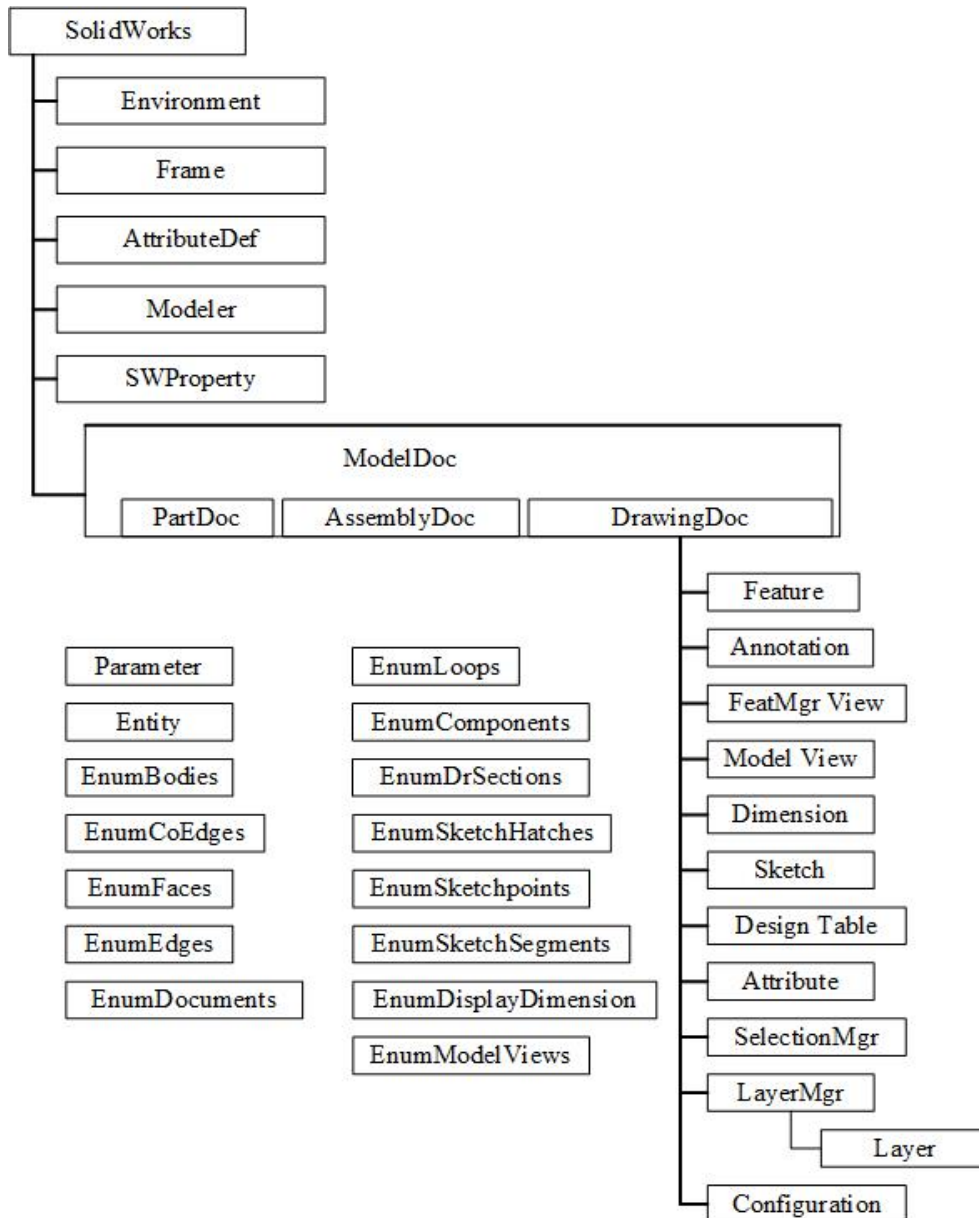 SolidWorks
Environment
Frame
AttributeDef
Modeler
SWProperty
ModelDoc
PartDoc
AssemblyDoc
DrawingDoc
Feature
Annotation
FeatMgr View
Model View
Dimension
Sketch
Design Table
Attribute
SelectionMgr
LayerMgr
Layer
Configuration
Parameter
Entity
EnumBodies
EnumCoEdges
EnumFaces
EnumEdges
EnumDocuments
EnumLoops
EnumComponents
EnumDrSections
EnumSketchHatches
EnumSketchpoints
EnumSketchSegments
EnumDisplayDimension
EnumModelViews